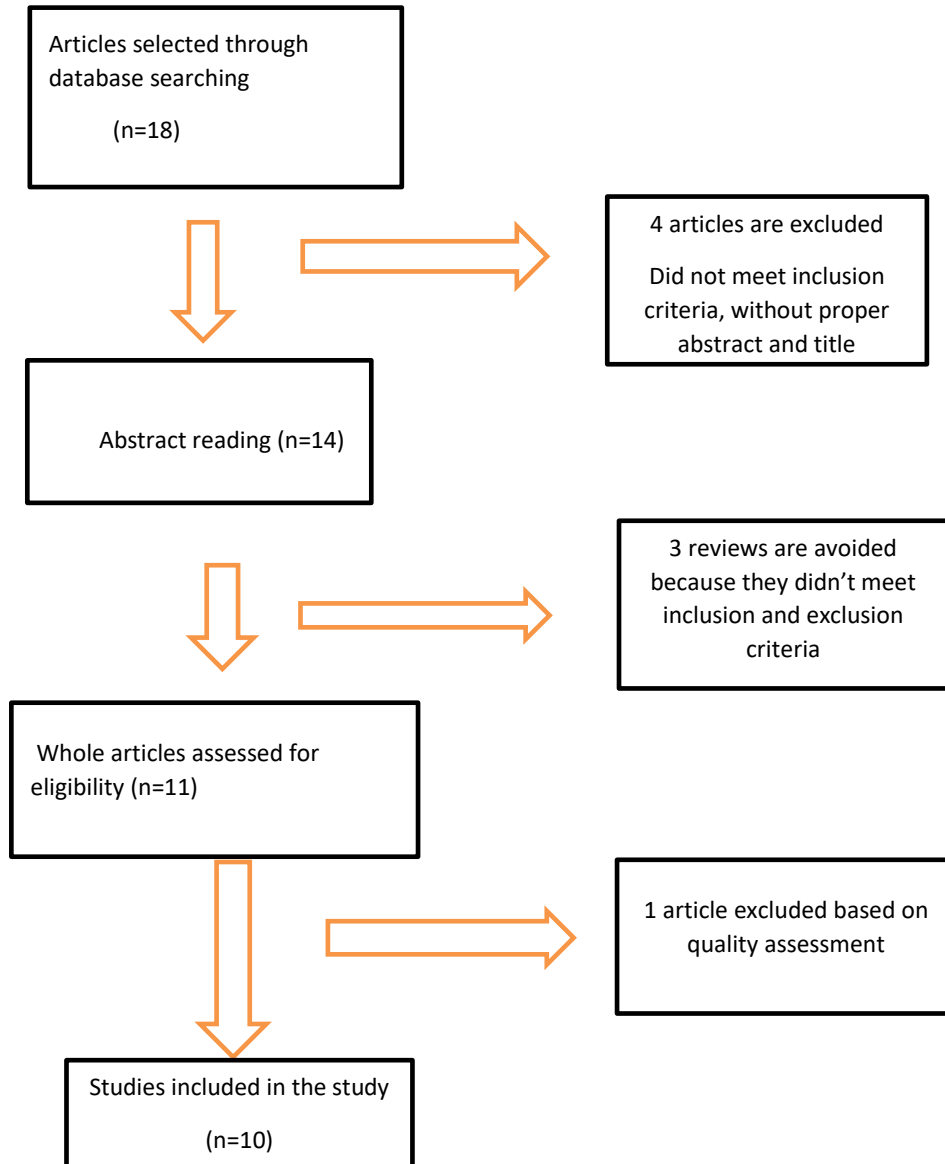 Articles selected through
database searching
(n=18)
4 articles are excluded
Did not meet inclusion
criteria, without proper
abstract and title
Abstract reading (n=14)
3 reviews are avoided
because they didn’t meet
inclusion and exclusion
criteria
Whole articles assessed for
eligibility (n=11)
1 article excluded based on
quality assessment
Studies included in the study
(n=10)